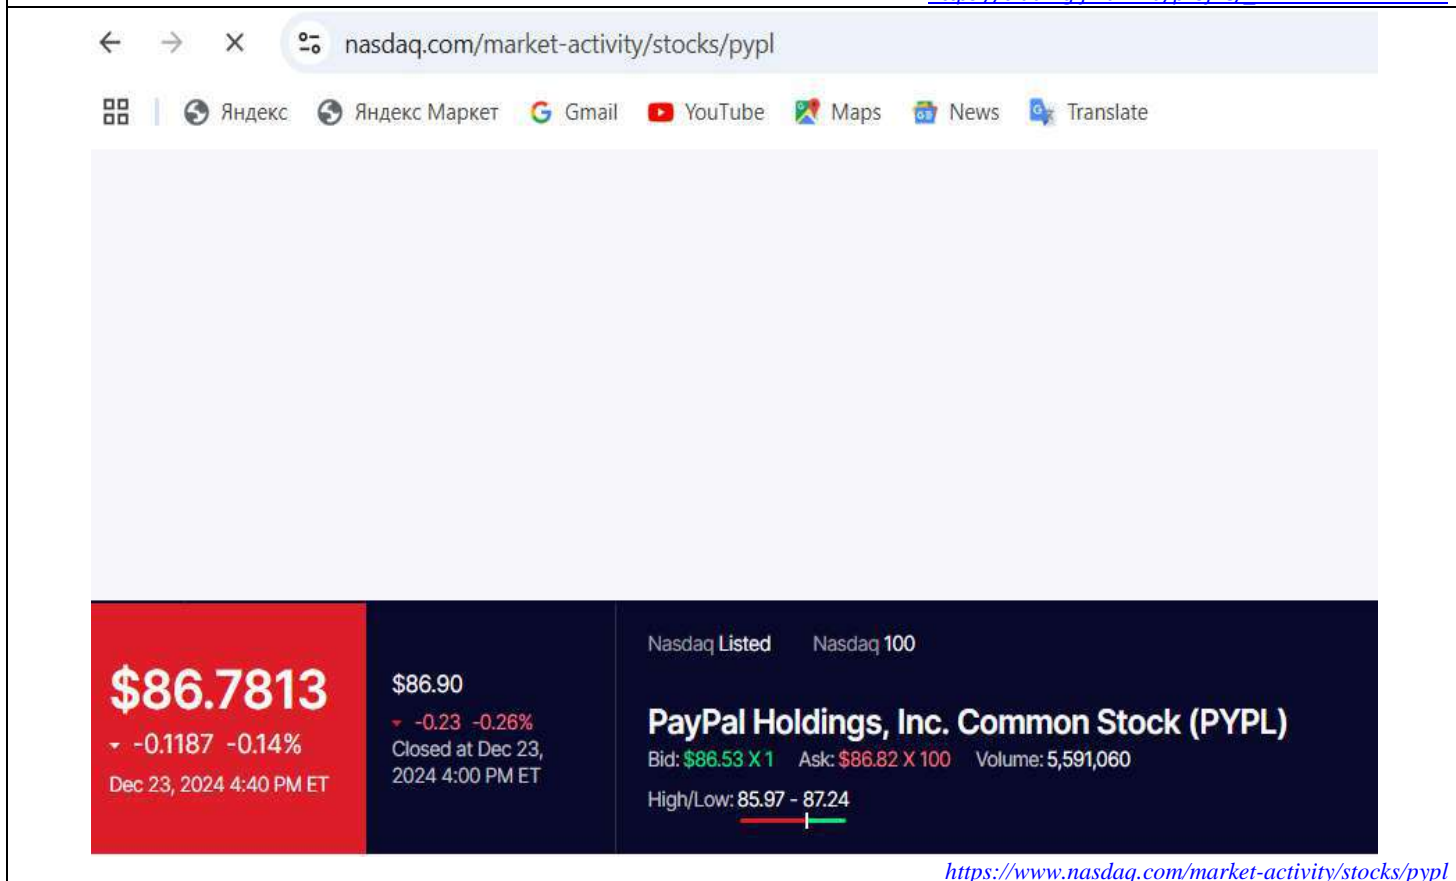 nasdaq.com/market-activity/stocks/pypl
Яндекс Яндекс Маркет Gmail YouTube Maps News Translate
$86.7813
-0.1187 -0.14%
Dec 23, 2024 4:40 PM ET
$86.90
-0.23 -0.26%
Closed at Dec 23,
2024 4:00 PM ET
Nasdaq Listed Nasdaq 100
PayPal Holdings, Inc. Common Stock (PYPL)
Bid: $86.53 X 1 Ask: $86.82 X 100 Volume: 5,591,060
High/Low: 85.97 - 87.24
https://www.nasdaq.com/market-activity/stocks/pypl